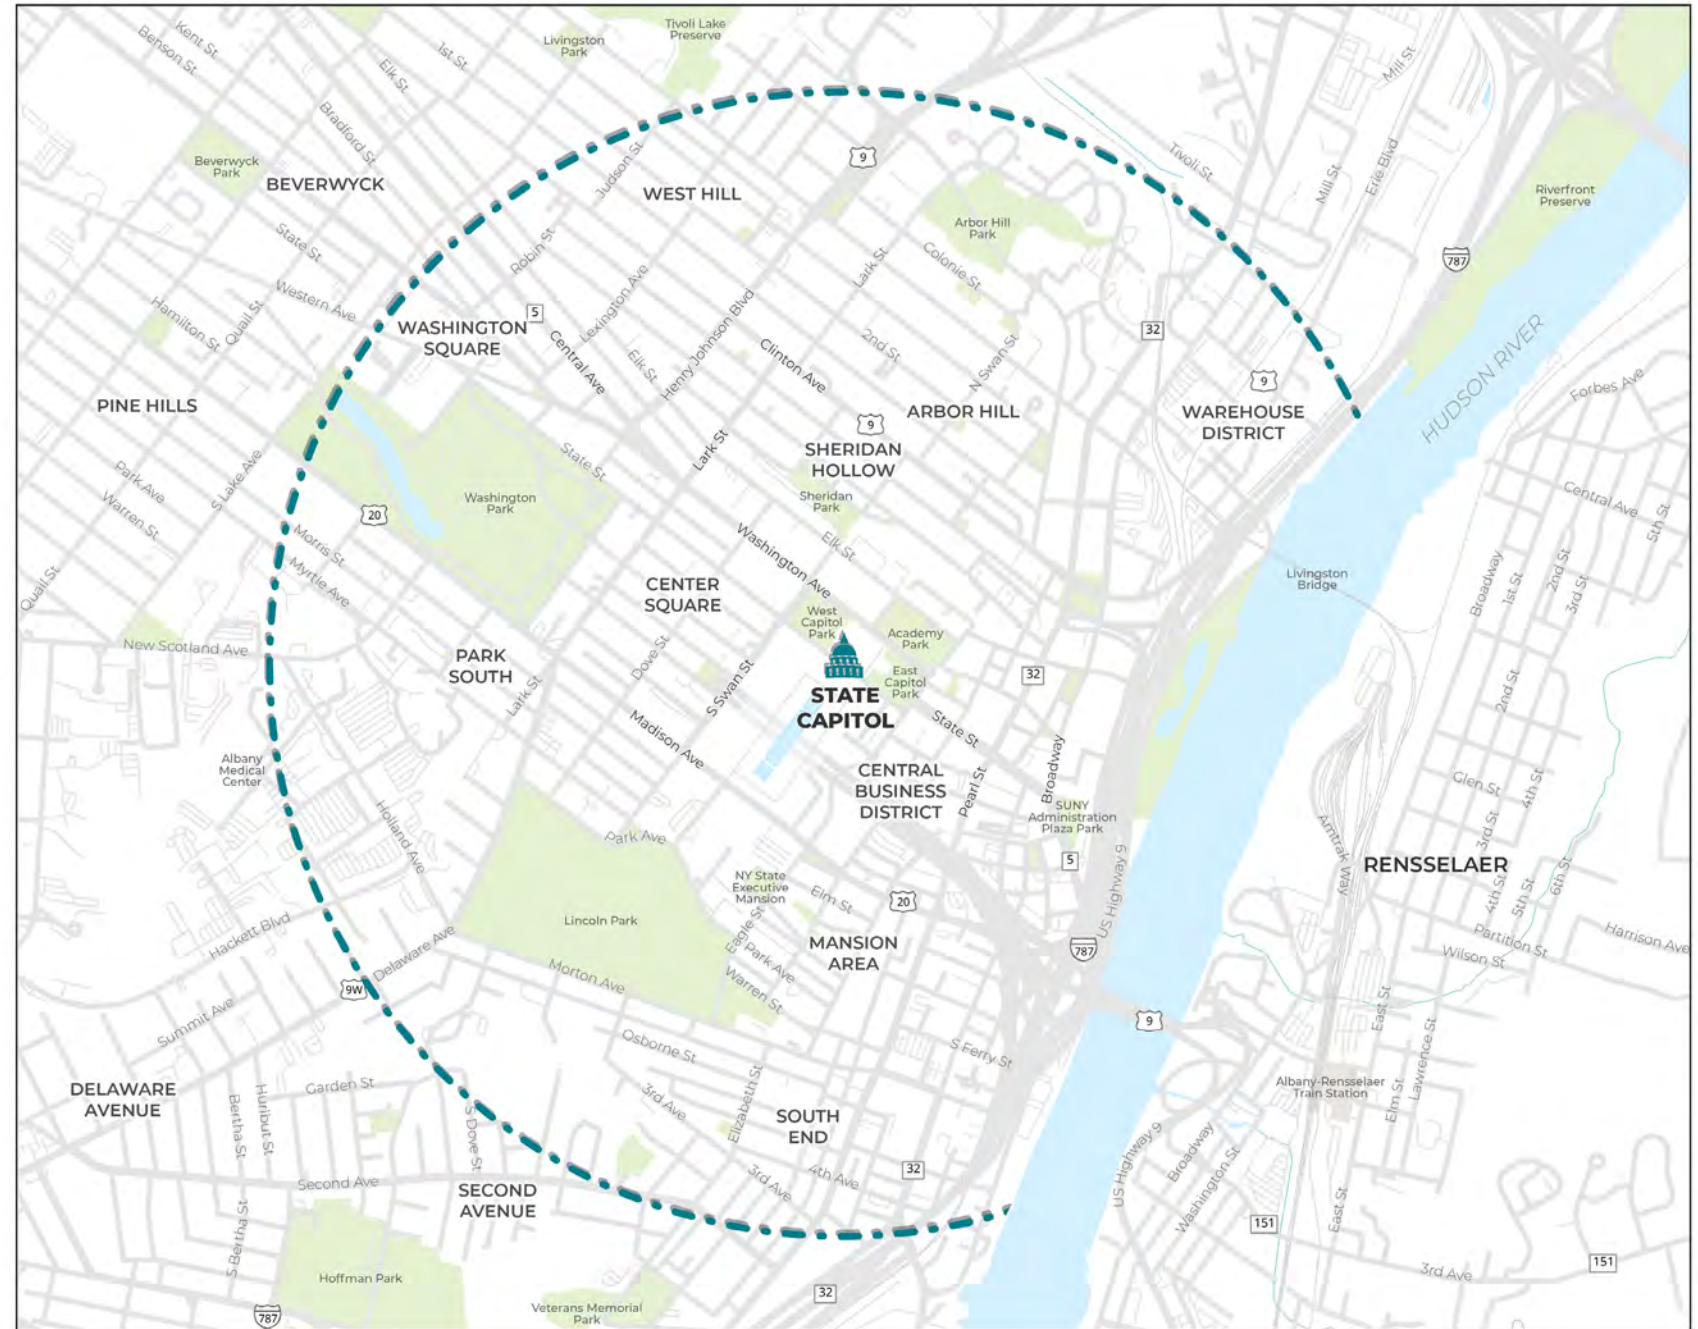 Kent St
Benson St
Elk St
1st St
Livingston
Park
Tivoli Lake
Preserve
Mill St
Bradford St
Beverwyck
Park
BEVERWYCK
Judson St
WEST HILL
9
Tivoli St
Mill St
Erie Blvd
Riverfront
Preserve
Arbor Hill
Park
State St
Robin St
Lark St
Colonie St
787
Western Ave
Hamilton St
Quail St
WASHINGTON
SQUARE
5
Lexington Ave
Central Ave
Elk St
Henry Johnson Blvd
Clinton Ave
2nd St
N Swan St
32
9
HUDSON RIVER
Forbes Ave
PINE HILLS
ARBOR HILL
WAREHOUSE
DISTRICT
9
SHERIDAN
HOLLOW
Lark St
State St
Park Ave
Warren St
S Lake Ave
Washington
Park
Sheridan
Park
Central Ave
5th St
20
Morris St
Myrtle Ave
Washington Ave
Elk St
Livingston
Bridge
Broadway
1st St
2nd St
3rd St
Quail St
CENTER
SQUARE
West
Capitol
Park
Academy
Park
New Scotland Ave
PARK
SOUTH
Dove St
S Swan St
East
Capitol
Park
32
2nd St
Lark St
STATE
CAPITOL
State St
Madison Ave
Albany
Medical
Center
CENTRAL
BUSINESS
DISTRICT
Pearl St
Broadway
SUNY
Administration
Plaza Park
Glen St
4th St
3rd St
Holland Ave
Park Ave
5
US Highway 9
Amtrak Way
RENSSELAER
NY State
Executive
Mansion
Elm St
20
4th St
5th St
6th St
Lincoln Park
Hackett Blvd
Delaware Ave
Eagle St
Park Ave
MANSION
AREA
787
Partition St
Wilson St
Harrison Ave
Morton Ave
Warren St
9W
Summit Ave
9
East St
Osborne St
S Ferry St
Lawrence St
DELAWARE
AVENUE
Garden St
Bertha St
Hurlbut St
3rd Ave
Elizabeth St
Albany-Rensselaer
Train Station
Elm St
S Dove St
SOUTH
END
US Highway 9
Broadway
Washington St
Second Ave
SECOND
AVENUE
3rd Ave
4th Ave
32
S Bertha St
151
East St
Hoffman Park
3rd Ave
151
787
Veterans Memorial
Park
32